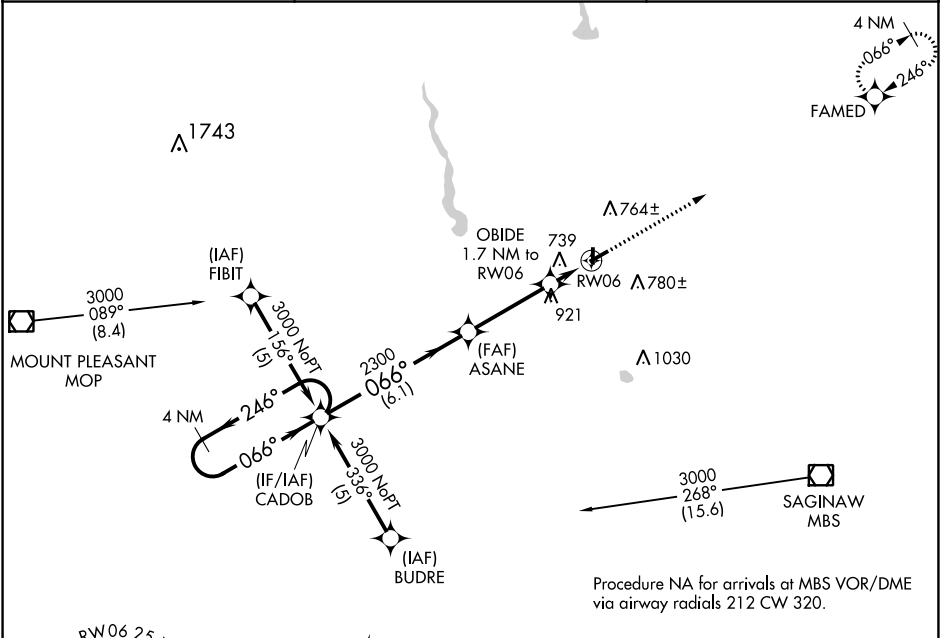 4 NM
066°
246°
FAMED
1743
764±
OBIDE
1.7 NM to
RW06
739
RW06
780±
921
(IAF)
FIBIT
3000
089°
(8.4)
MOUNT PLEASANT
MOP
3000 NoPT
156°
(5)
2300
066°
(6.1)
(FAF)
ASANE
1030
4 NM
246°
066°
(IF/IAF)
CADOB
3000 NoPT
336°
(5)
(IAF)
BUDRE
3000
268°
(15.6)
SAGINAW
MBS
Procedure NA for arrivals at MBS VOR/DME
via airway radials 212 CW 320.
RW06 25